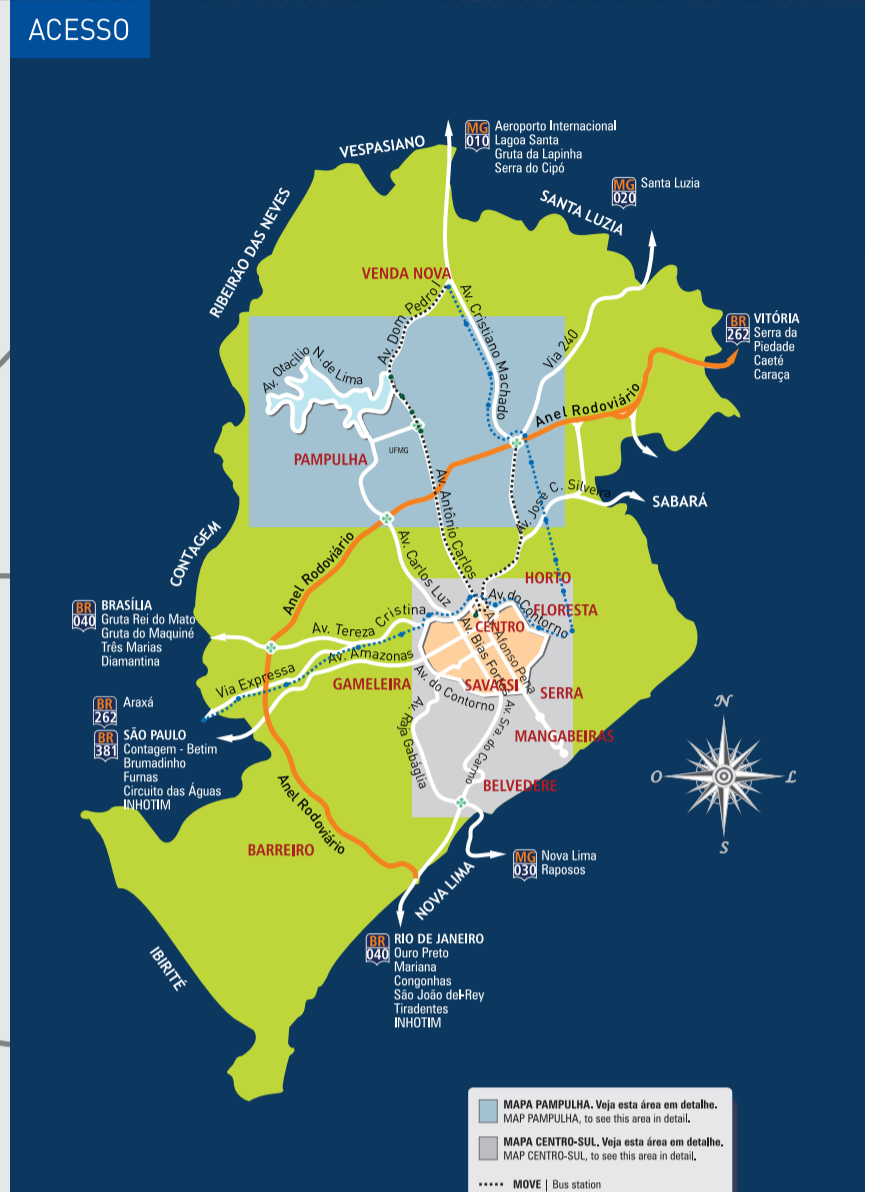 ACESSO
VESPASIANO
MG
010
Aeroporto Internacional
Lagoa Santa
Gruta da Lapinha
Serra do Cipó
MG
020
Santa Luzia
SANTA LUZIA
RIBEIRÃO DAS NEVES
VENDA NOVA
Av. Dom Pedro I
Av. Cristiano Machado
Via 240
BR
262
VITÓRIA
Serra da
Piedade
Caeté
Caraça
Av. Otacílio N. de Lima
Anel Rodoviário
PAMPULHA
UFMG
Av. Antônio Carlos
Av. José C. Silveira
SABARÁ
CONTAGEM
Anel Rodoviário
Av. Carlos Luz
HORTO
FLORESTA
Av. do Contorno
CENTRO
BR
040
BRASÍLIA
Gruta Rei do Mato
Gruta do Maquiné
Três Marias
Diamantina
Av. Tereza Cristina
Av. Amazonas
Via Expressa
Av. Bias Fortes
Av. Afonso Pena
GAMELEIRA
Av. do Contorno
SAVASSI
SERRA
BR
262
Araxá
BR
381
SÃO PAULO
Contagem - Betim
Brumadinho
Furnas
Circuito das Águas
INHOTIM
Av. Raja Gabáglia
Av. Sra. do Carmo
MANGABEIRAS
BELVEDERE
N
O
L
S
Anel Rodoviário
BARREIRO
MG
030
Nova Lima
Raposos
NOVA LIMA
IBIRITÉ
BR
040
RIO DE JANEIRO
Ouro Preto
Mariana
Congonhas
São João del-Rey
Tiradentes
INHOTIM
MAPA PAMPULHA. Veja esta área em detalhe.
MAP PAMPULHA, to see this area in detail.
MAPA CENTRO-SUL. Veja esta área em detalhe.
MAP CENTRO-SUL, to see this area in detail.
MOVE | Bus station